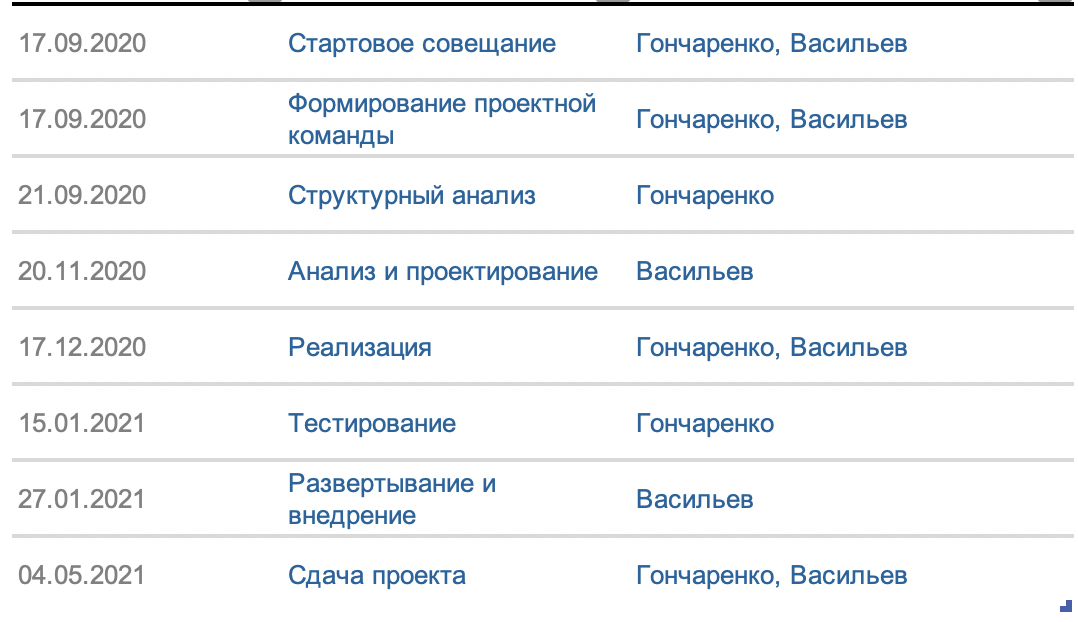 17.09.2020 Стартовое совещание Гончаренко, Васильев
17.09.2020 Формирование проектной
команды Гончаренко, Васильев
21.09.2020 Структурный анализ Гончаренко
20.11.2020 Анализ и проектирование Васильев
17.12.2020 Реализация Гончаренко, Васильев
15.01.2021 Тестирование Гончаренко
27.01.2021 Развертывание и
внедрение Васильев
04.05.2021 Сдача проекта Гончаренко, Васильев